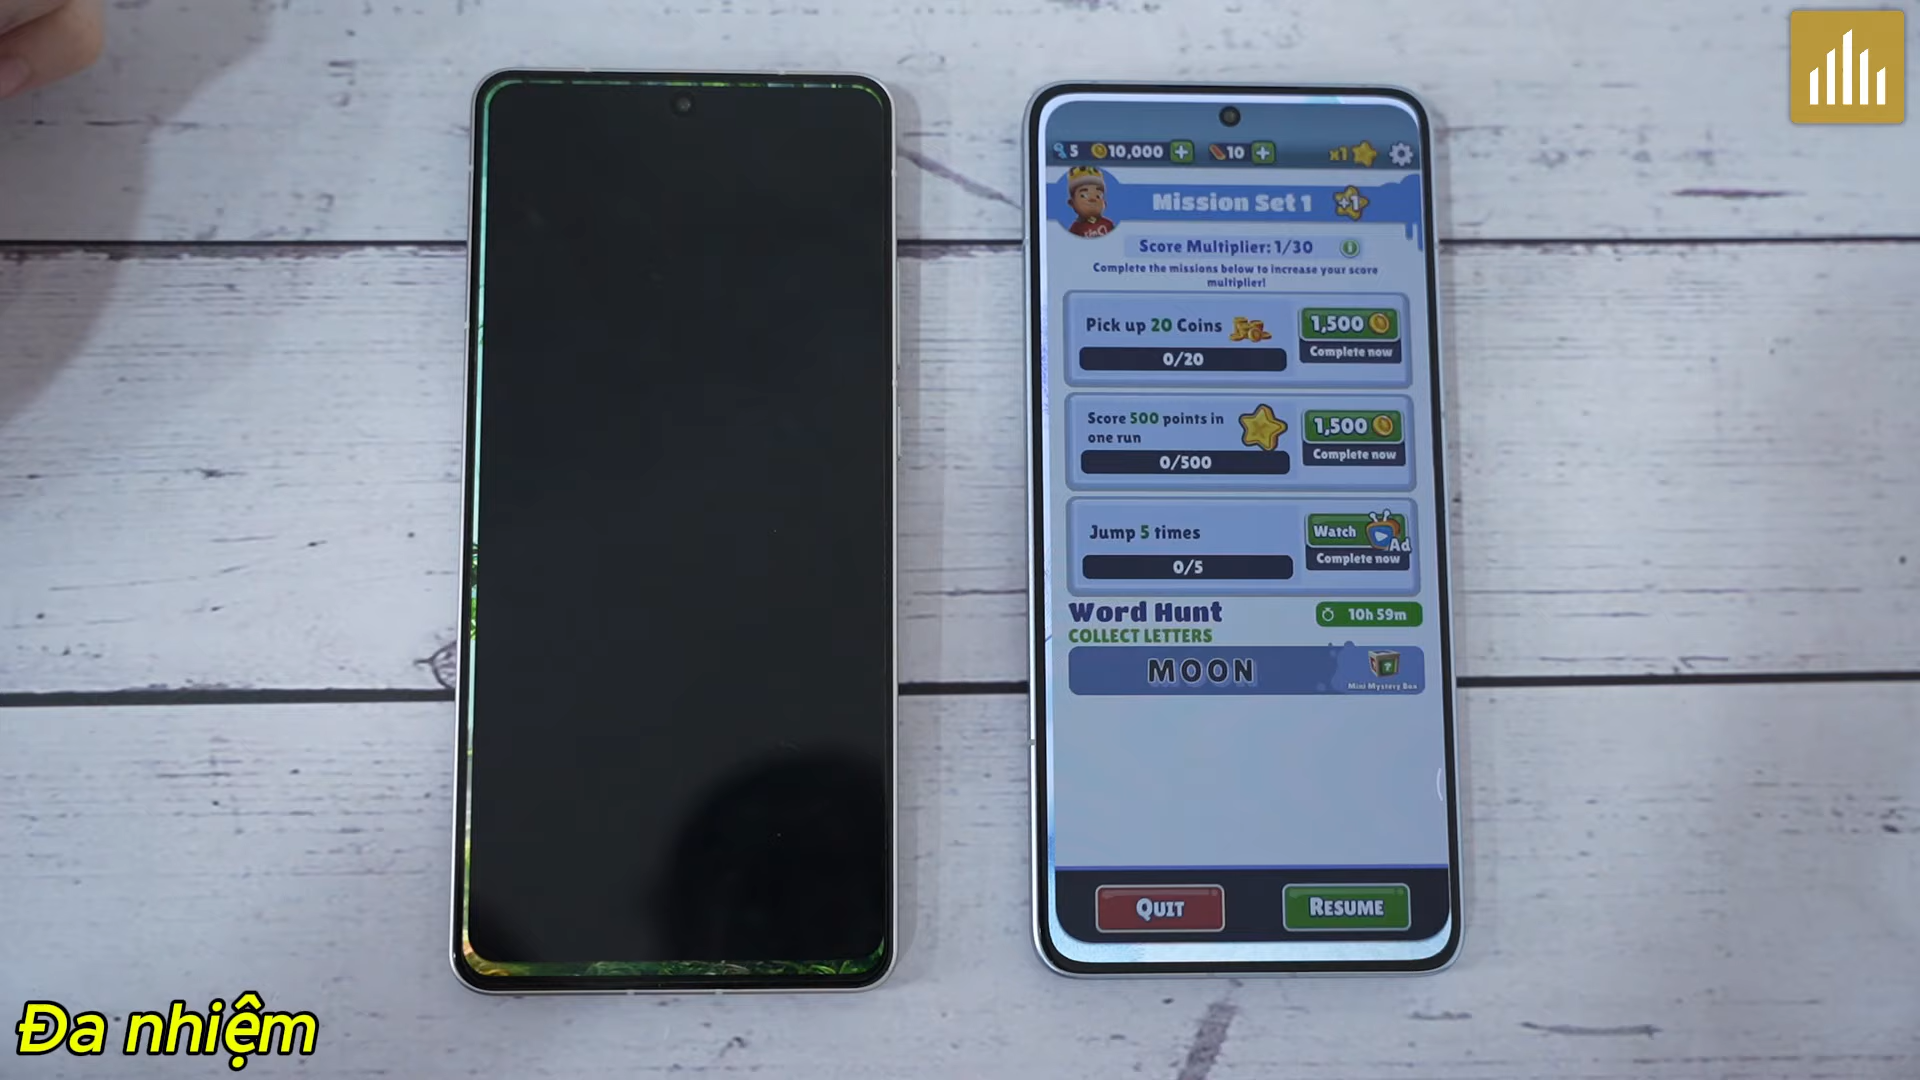 5 10,000 10 x1
Mission Set 1 +1
Score Multiplier: 1/30
Complete the missions below to increase your score
multiplier!
Pick up 20 Coins
0/20
1,500
Complete now
Score 500 points in
one run
0/500
1,500
Complete now
Jump 5 times
0/5
Watch
Ad
Complete now
Word Hunt
10h 59m
COLLECT LETTERS
MOON
Mini Mystery Box
QUIT
RESUME
Đa nhiệm